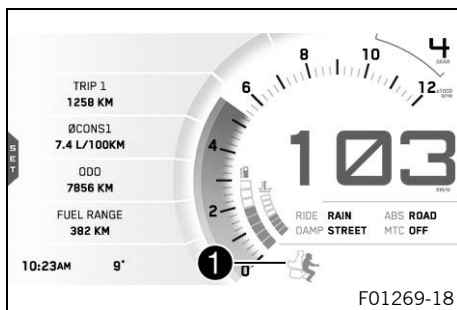 TRIP 1
1258 KM
ØCONS1
7.4 L/100KM
ODO
7856 KM
FUEL RANGE
382 KM
SET
10:23AM 9°
0
2
4
6
8
10
12
x1000
RPM
4
GEAR
103
KM/H
RIDE RAIN ABS ROAD
DAMP STREET MTC OFF
1
F01269-18